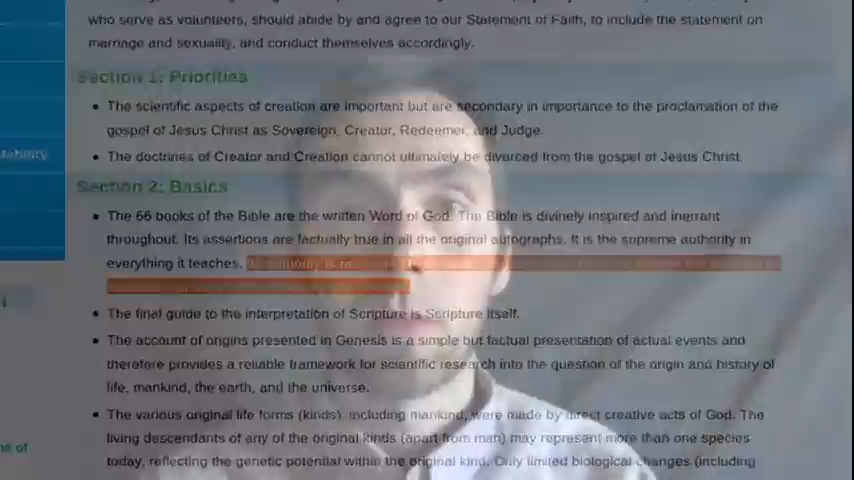 who serve as volunteers, should abide by and agree to our Statement of Faith, to include the statement on
marriage and sexuality, and conduct themselves accordingly.
Section 1: Priorities
The scientific aspects of creation are important but are secondary in importance to the proclamation of the
gospel of Jesus Christ as Sovereign, Creator, Redeemer, and Judge.
The doctrines of Creator and Creation cannot ultimately be divorced from the gospel of Jesus Christ.
Section 2: Basics
The 66 books of the Bible are the written Word of God. The Bible is divinely inspired and inerrant
throughout. Its assertions are factually true in all the original autographs. It is the supreme authority in
everything it teaches.
The final guide to the interpretation of Scripture is Scripture itself.
The account of origins presented in Genesis is a simple but factual presentation of actual events and
therefore provides a reliable framework for scientific research into the question of the origin and history of
life, mankind, the earth, and the universe.
The various original life forms (kinds), including mankind, were made by direct creative acts of God. The
living descendants of any of the original kinds (apart from man) may represent more than one species
of
today, reflecting the genetic potential within the original kind. Only limited biological changes (including